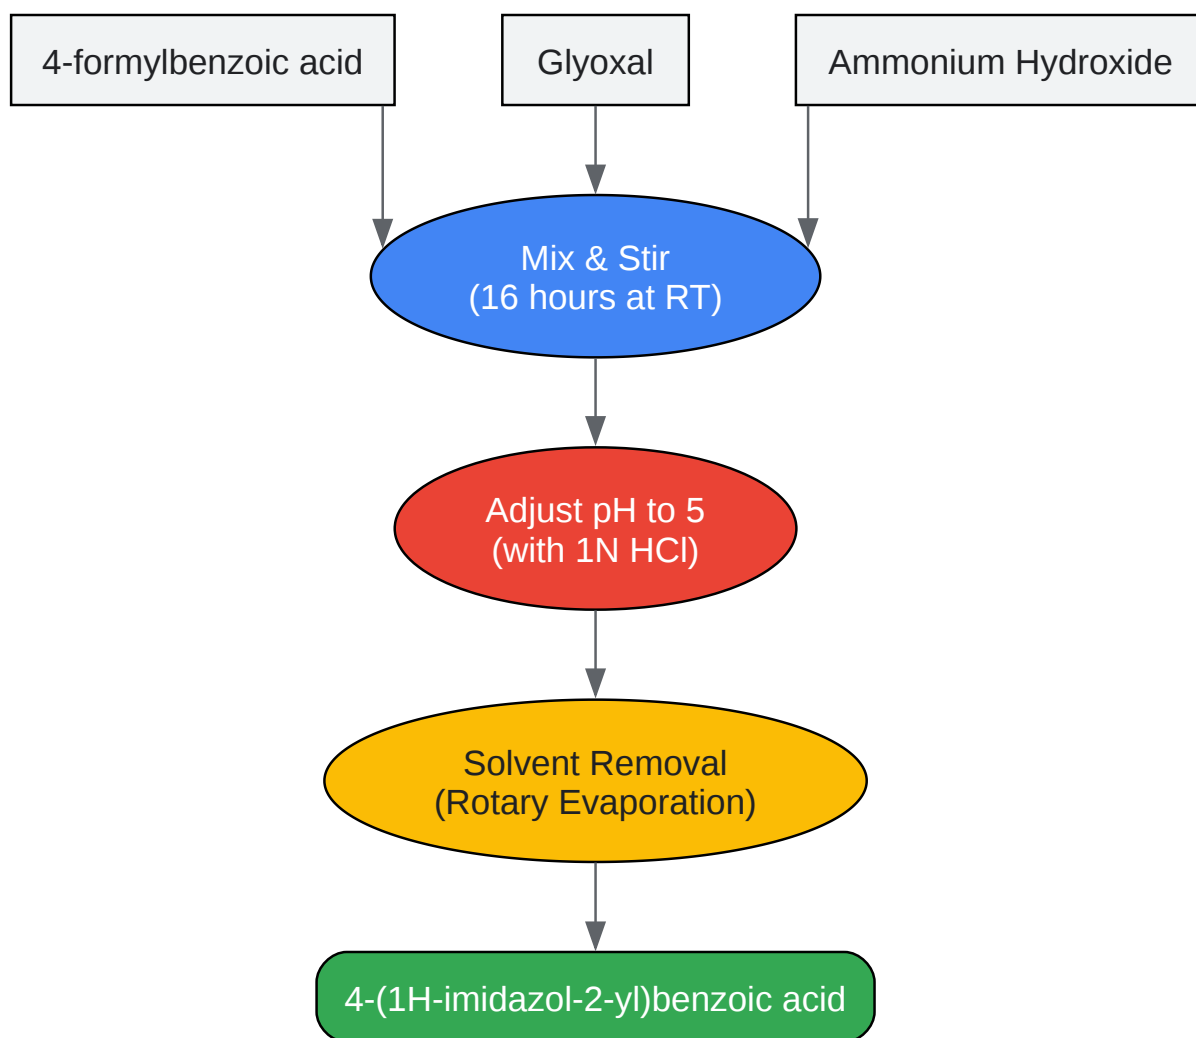 4-formylbenzoic acid
Glyoxal
Ammonium Hydroxide
Mix & Stir
(16 hours at RT)
Adjust pH to 5
(with 1N HCl)
Solvent Removal
(Rotary Evaporation)
4-(1H-imidazol-2-yl)benzoic acid